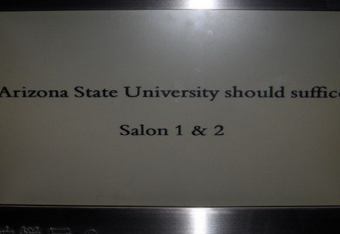 Arizona State University should suffice
Salon 1 & 2